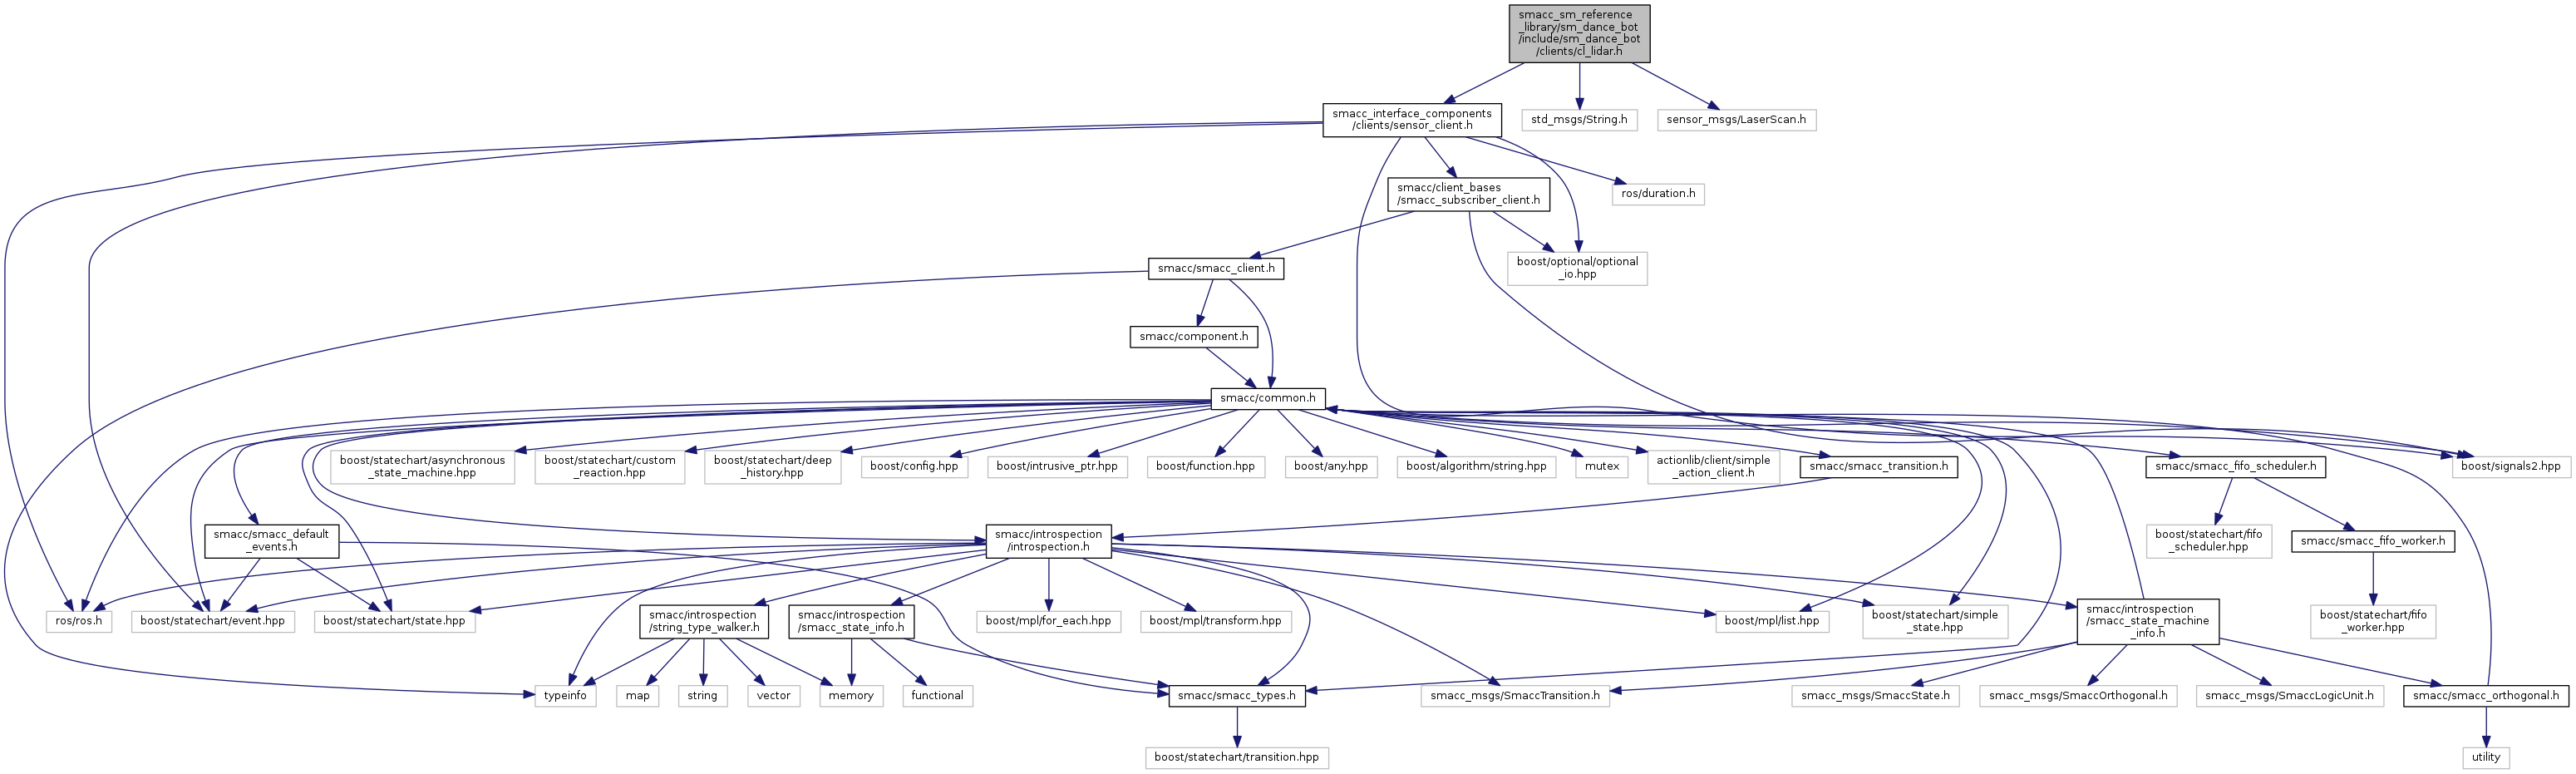 smacc_sm_reference
_library/sm_dance_bot
/include/sm_dance_bot
/clients/cl_lidar.h
smacc_interface_components
/clients/sensor_client.h
std_msgs/String.h
sensor_msgs/LaserScan.h
smacc/client_bases
/smacc_subscriber_client.h
ros/duration.h
smacc/smacc_client.h
boost/optional/optional
_io.hpp
smacc/component.h
smacc/common.h
boost/statechart/asynchronous
_state_machine.hpp
boost/statechart/custom
_reaction.hpp
boost/statechart/deep
_history.hpp
boost/config.hpp
boost/intrusive_ptr.hpp
boost/function.hpp
boost/any.hpp
boost/algorithm/string.hpp
mutex
actionlib/client/simple
_action_client.h
smacc/smacc_transition.h
smacc/smacc_fifo_scheduler.h
boost/signals2.hpp
smacc/smacc_default
_events.h
smacc/introspection
/introspection.h
boost/statechart/fifo
_scheduler.hpp
smacc/smacc_fifo_worker.h
ros/ros.h
boost/statechart/event.hpp
boost/statechart/state.hpp
smacc/introspection
/string_type_walker.h
smacc/introspection
/smacc_state_info.h
boost/mpl/for_each.hpp
boost/mpl/transform.hpp
boost/mpl/list.hpp
boost/statechart/simple
_state.hpp
smacc/introspection
/smacc_state_machine
_info.h
boost/statechart/fifo
_worker.hpp
typeinfo
map
string
vector
memory
functional
smacc/smacc_types.h
smacc_msgs/SmaccTransition.h
smacc_msgs/SmaccState.h
smacc_msgs/SmaccOrthogonal.h
smacc_msgs/SmaccLogicUnit.h
smacc/smacc_orthogonal.h
boost/statechart/transition.hpp
utility